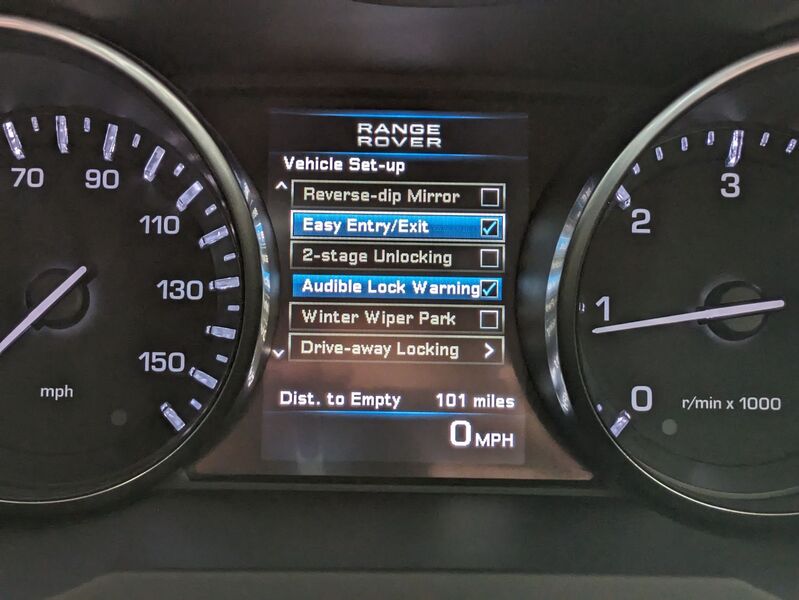 RANGE
ROVER
Vehicle Set-up
Reverse-dip Mirror
Easy Entry/Exit
2-stage Unlocking
Audible Lock Warning
Winter Wiper Park
Drive-away Locking >
Dist. to Empty 101 miles
0 MPH
70
90
110
130
150
mph
3
2
1
0
r/min x 1000